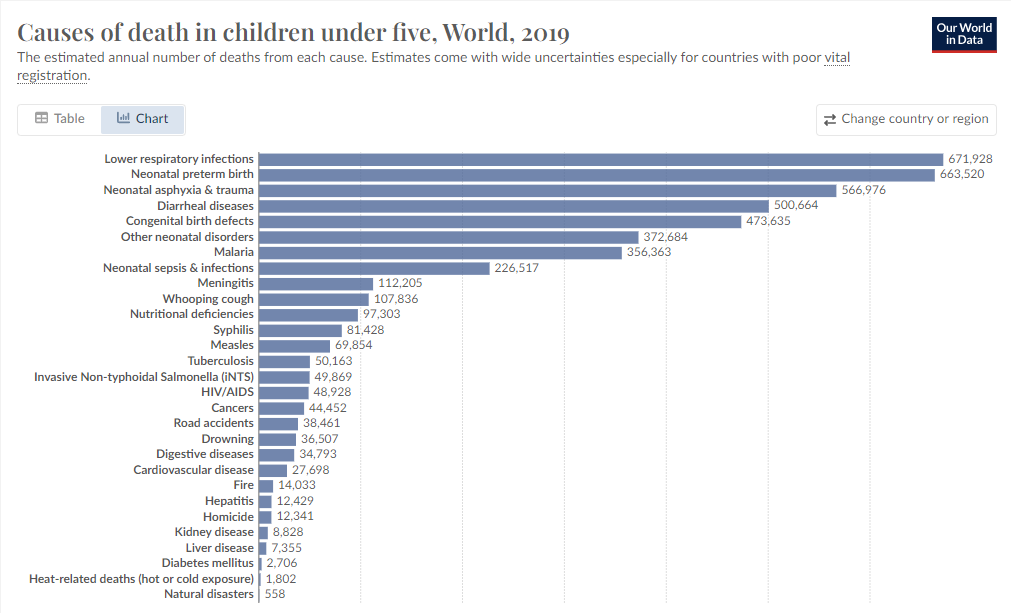 Causes of death in children under five, World, 2019
Our World
in Data
The estimated annual number of deaths from each cause. Estimates come with wide uncertainties especially for countries with poor vital
registration.
Table
Chart
Change country or region
Lower respiratory infections 671,928
Neonatal preterm birth 663,520
Neonatal asphyxia & trauma 566,976
Diarrheal diseases 500,664
Congenital birth defects 473,635
Other neonatal disorders 372,684
Malaria 356,363
Neonatal sepsis & infections 226,517
Meningitis 112,205
Whooping cough 107,836
Nutritional deficiencies 97,303
Syphilis 81,428
Measles 69,854
Tuberculosis 50,163
Invasive Non-typhoidal Salmonella (iNTS) 49,869
HIV/AIDS 48,928
Cancers 44,452
Road accidents 38,461
Drowning 36,507
Digestive diseases 34,793
Cardiovascular disease 27,698
Fire 14,033
Hepatitis 12,429
Homicide 12,341
Kidney disease 8,828
Liver disease 7,355
Diabetes mellitus 2,706
Heat-related deaths (hot or cold exposure) 1,802
Natural disasters 558